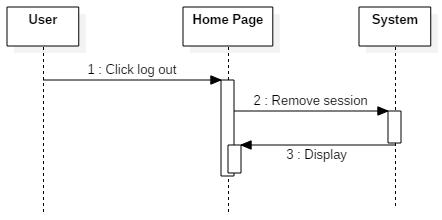 User
Home Page
System
1 : Click log out
2 : Remove session
3 : Display